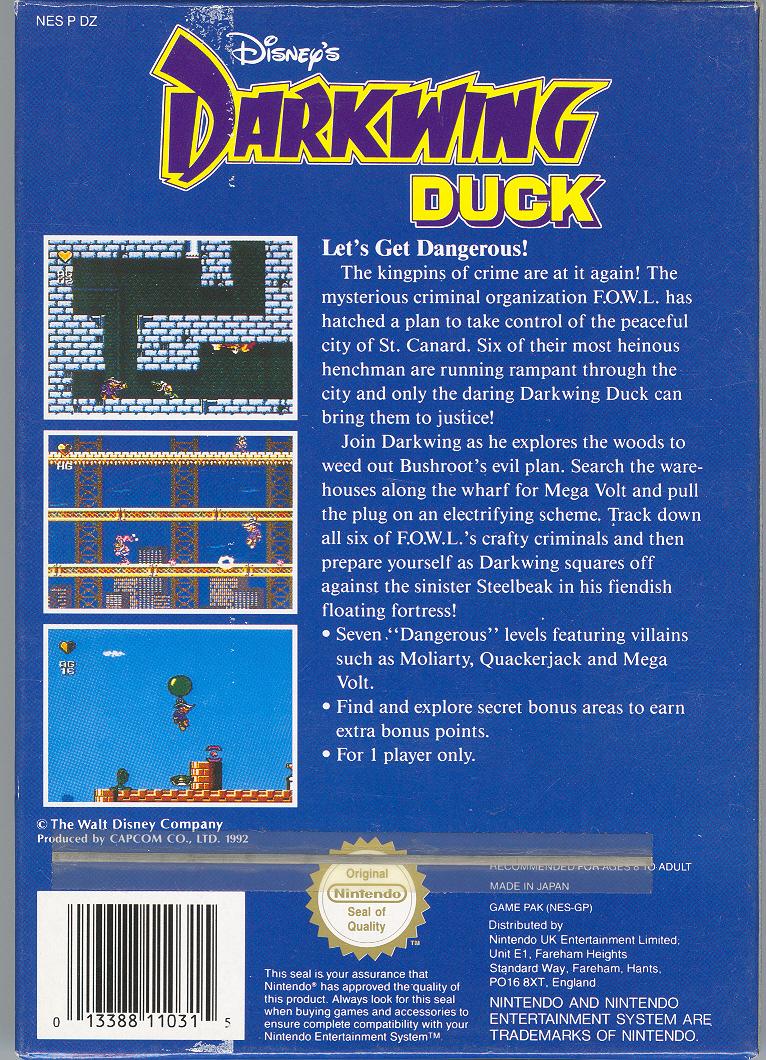 NES P DZ
Disney's
DARKWING
DUCK
Let's Get Dangerous!
The kingpins of crime are at it again! The
mysterious criminal organization F.O.W.L. has
hatched a plan to take control of the peaceful
city of St. Canard. Six of their most heinous
henchman are running rampant through the
city and only the daring Darkwing Duck can
bring them to justice!
Join Darkwing as he explores the woods to
weed out Bushroot's evil plan. Search the ware-
houses along the wharf for Mega Volt and pull
the plug on an electrifying scheme. Track down
all six of F.O.W.L.'s crafty criminals and then
prepare yourself as Darkwing squares off
against the sinister Steelbeak in his fiendish
floating fortress!
• Seven "Dangerous" levels featuring villains
such as Moliarty, Quackerjack and Mega
Volt.
• Find and explore secret bonus areas to earn
extra bonus points.
• For 1 player only.
HG
AG
16
© The Walt Disney Company
Produced by CAPCOM CO., LTD. 1992
Original
Nintendo
Seal of
Quality
TM
This seal is your assurance that
Nintendo® has approved the quality of
this product. Always look for this seal
when buying games and accessories to
ensure complete compatibility with your
Nintendo Entertainment System™.
RECOMMENDED FOR AGES 8 TO ADULT
MADE IN JAPAN
GAME PAK (NES-GP)
Distributed by
Nintendo UK Entertainment Limited;
Unit E1, Fareham Heights
Standard Way, Fareham, Hants,
PO16 8XT, England
NINTENDO AND NINTENDO
ENTERTAINMENT SYSTEM ARE
TRADEMARKS OF NINTENDO.
0 13388 11031 5